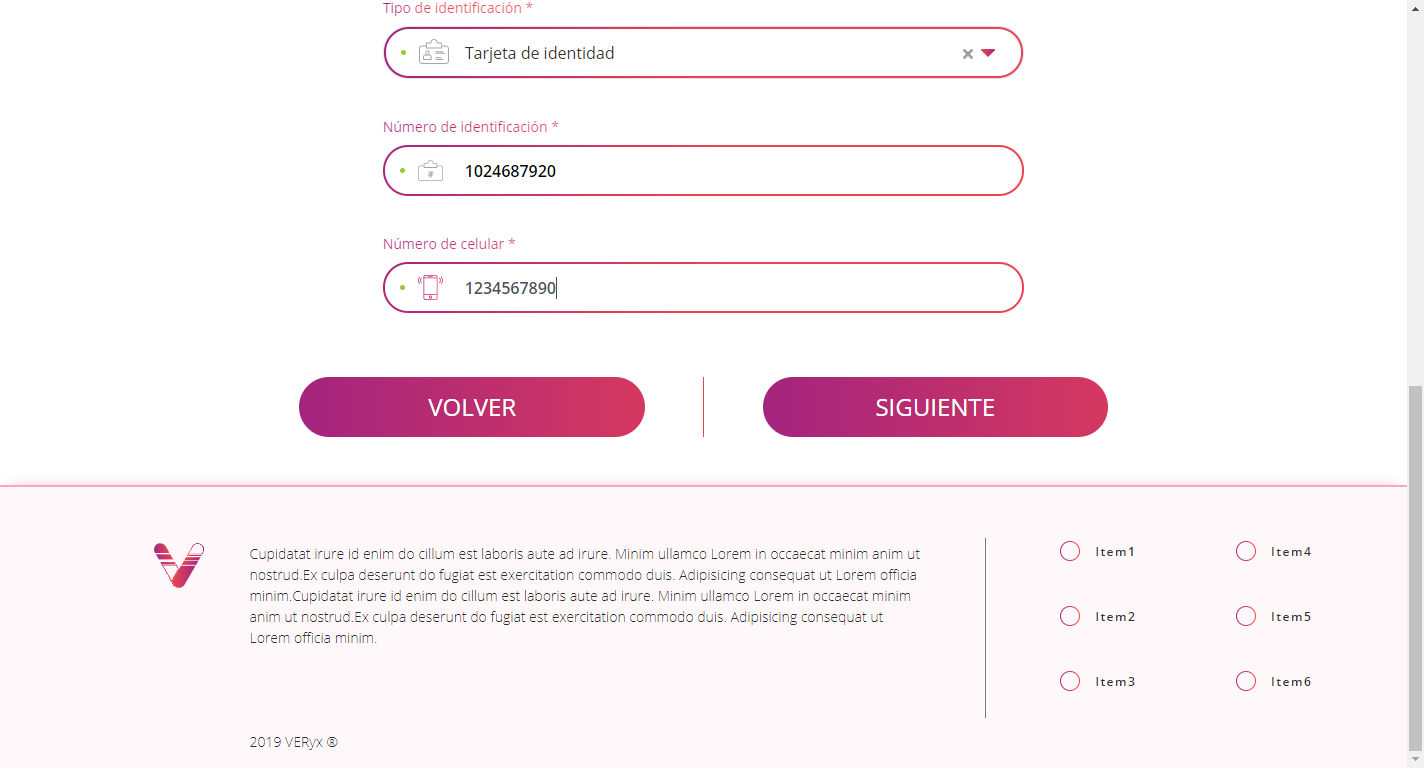 Tipo de identificación *
Tarjeta de identidad
Número de identificación *
1024687920
Número de celular *
1234567890
VOLVER
SIGUIENTE
Cupidatat irure id enim do cillum est laboris aute ad irure. Minim ullamco Lorem in occaecat minim anim ut
nostrud.Ex culpa deserunt do fugiat est exercitation commodo duis. Adipisicing consequat ut Lorem officia
minim.Cupidatat irure id enim do cillum est laboris aute ad irure. Minim ullamco Lorem in occaecat minim
anim ut nostrud.Ex culpa deserunt do fugiat est exercitation commodo duis. Adipisicing consequat ut
Lorem officia minim.
2019 VERyx ®
Item1
Item2
Item3
Item4
Item5
Item6